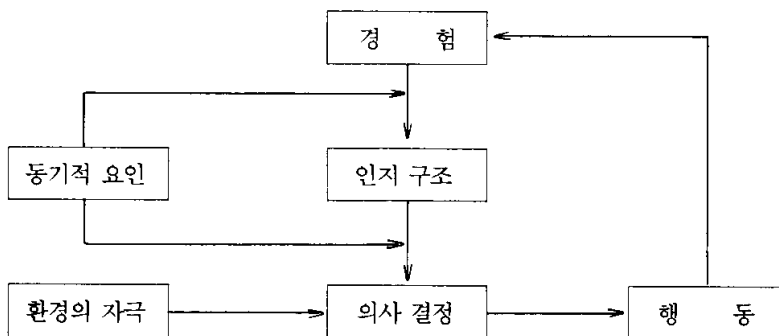 경 험
동기적 요인
인지 구조
환경의 자극
의사 결정
행 동